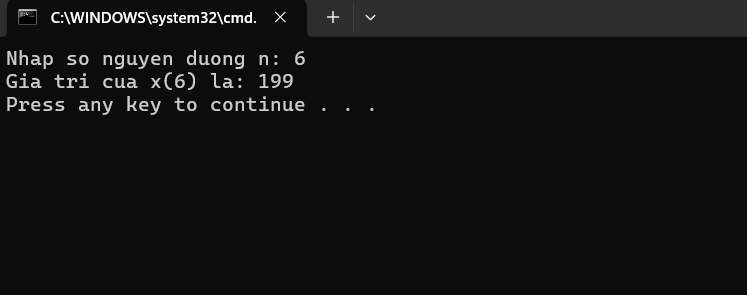 C:\WINDOWS\system32\cmd.
Nhap so nguyen duong n: 6
Gia tri cua x(6) la: 199
Press any key to continue . . .